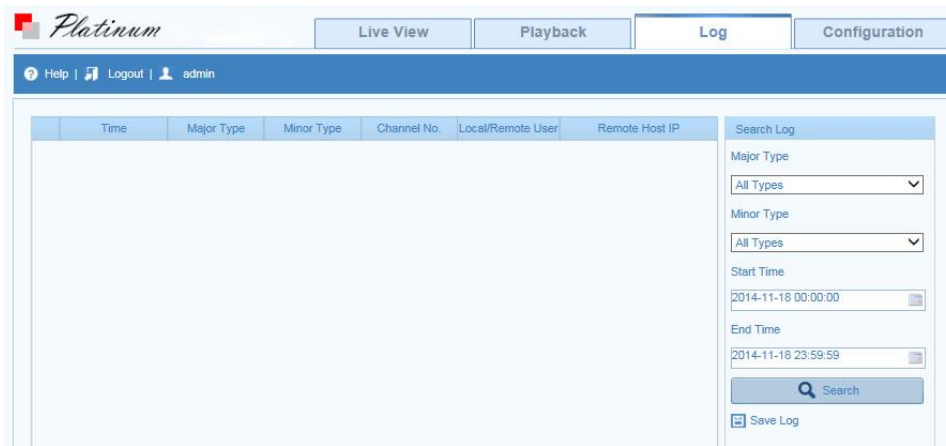 Platinum
Live View
Playback
Log
Configuration
Help | Logout | admin
Time Major Type Minor Type Channel No. Local/Remote User Remote Host IP
Search Log
Major Type
All Types
Minor Type
All Types
Start Time
2014-11-18 00:00:00
End Time
2014-11-18 23:59:59
Search
Save Log